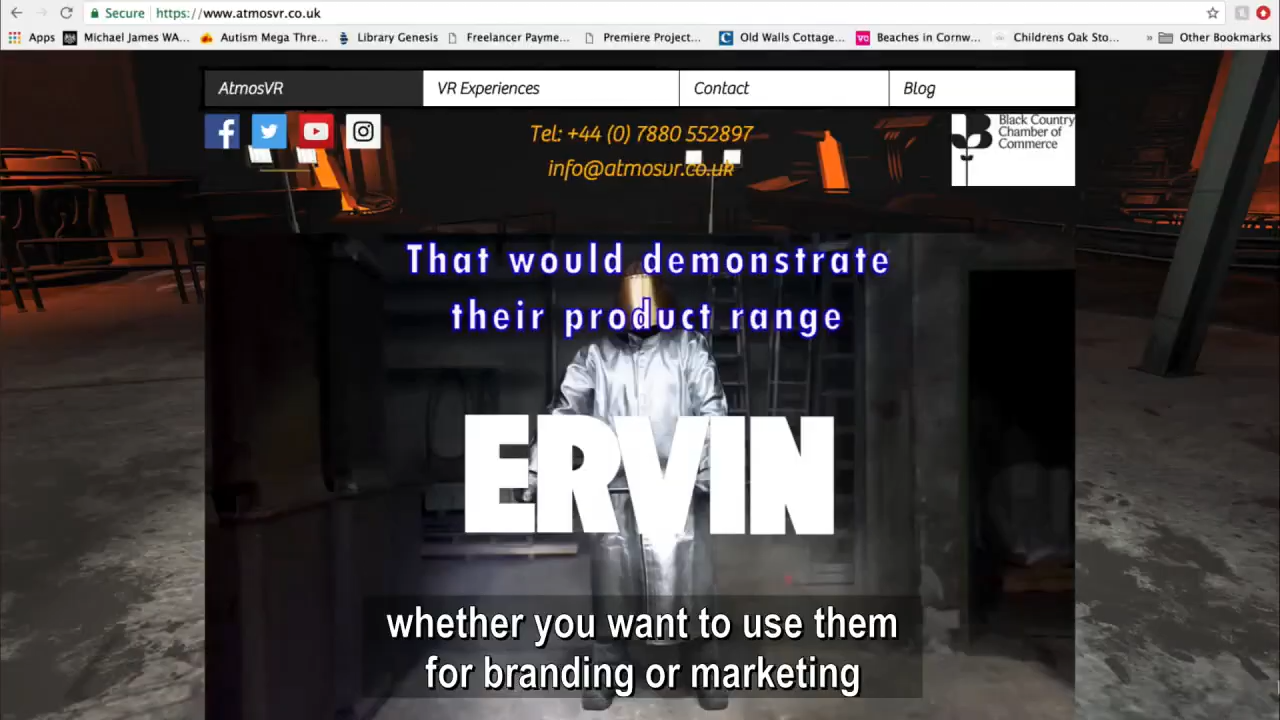 Secure https://www.atmosvr.co.uk
Apps Michael James WA... Autism Mega Thre... Library Genesis Freelancer Payme... Premiere Project... Old Walls Cottage... Beaches in Cornw... Childrens Oak Sto... » Other Bookmarks
AtmosVR VR Experiences Contact Blog
Tel: +44 (0) 7880 552897
info@atmosvr.co.uk
Black Country
Chamber of
Commerce
That would demonstrate
their product range
ERVIN
whether you want to use them
for branding or marketing